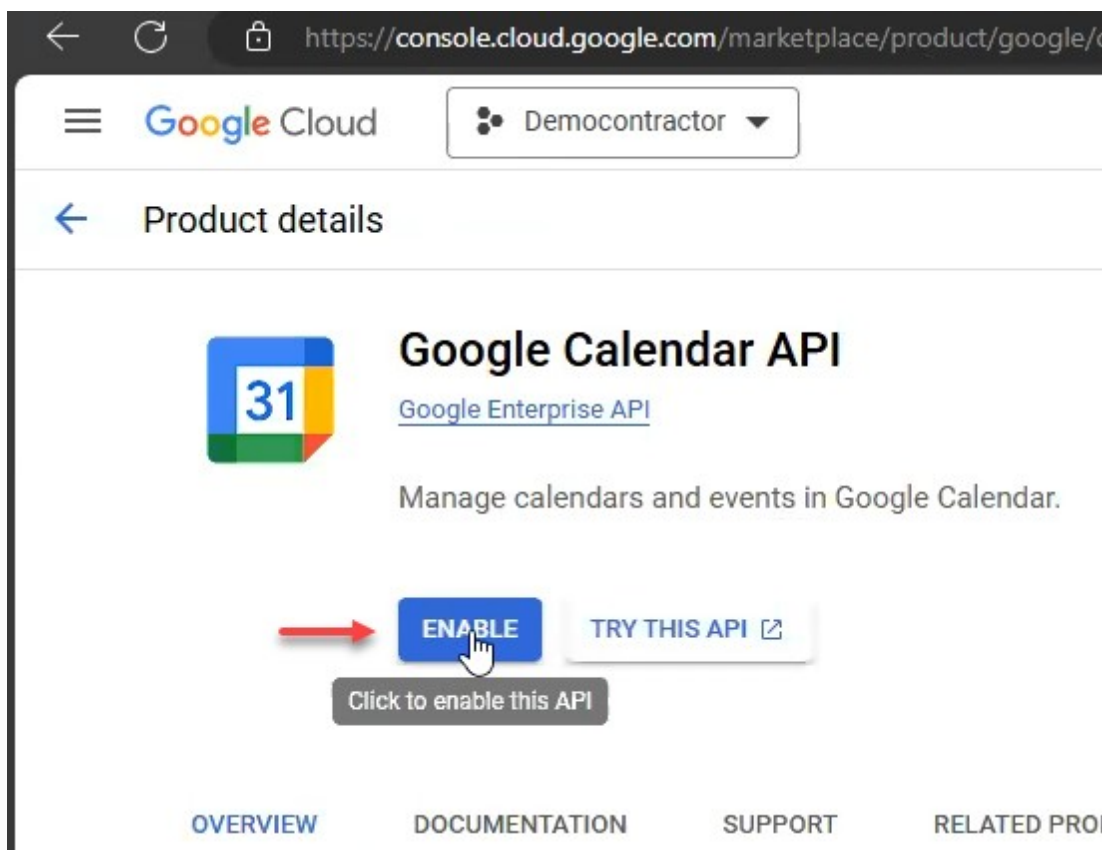 https://console.cloud.google.com/marketplace/product/google/
Google Cloud
Democontractor
Product details
31
Google Calendar API
Google Enterprise API
Manage calendars and events in Google Calendar.
ENABLE TRY THIS API
Click to enable this API
OVERVIEW DOCUMENTATION SUPPORT RELATED PRO